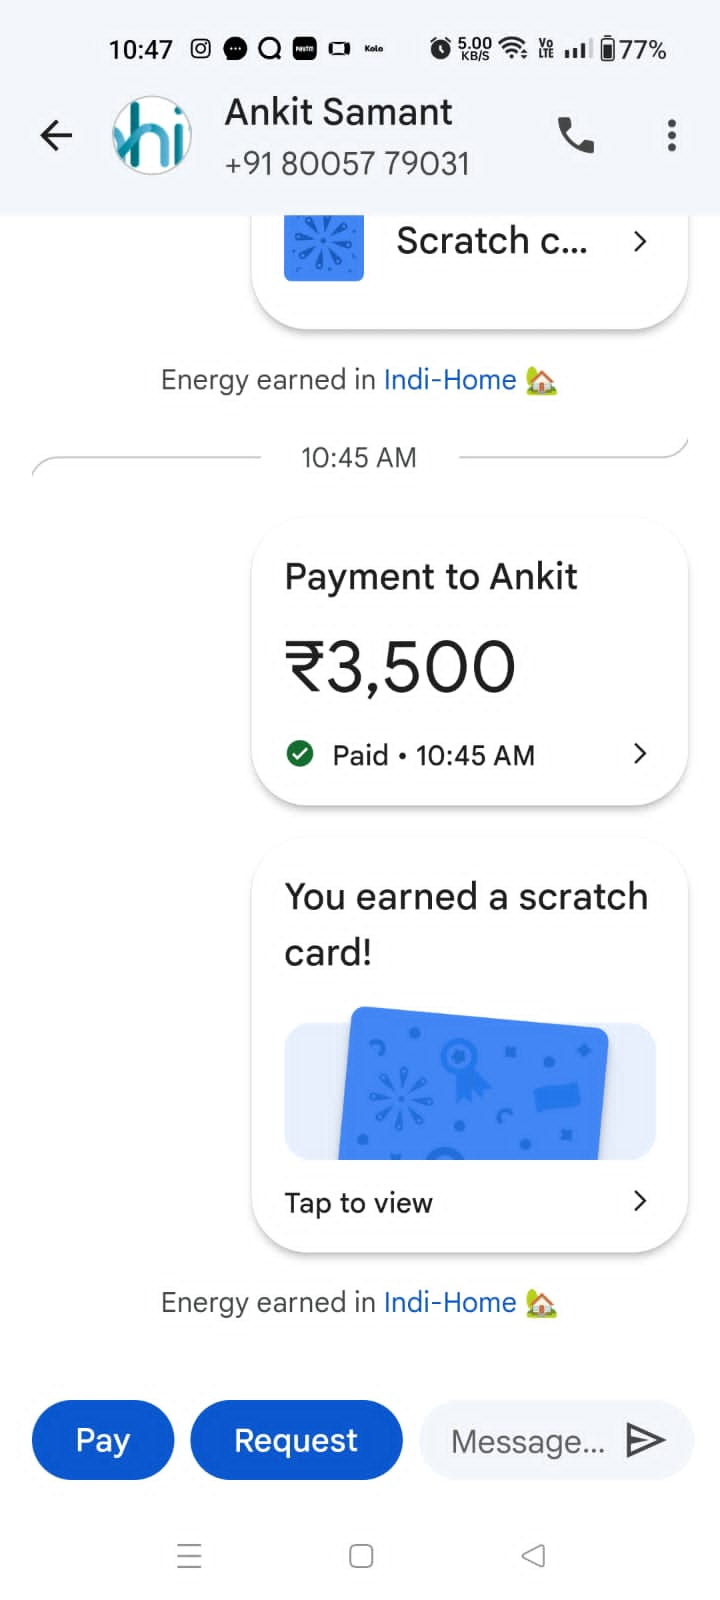 10:47 Paytm Kolo 5.00 KB/S Vo LTE 77%
hi
Ankit Samant
+91 80057 79031
Scratch c...
Energy earned in Indi-Home 🏡
10:45 AM
Payment to Ankit
₹3,500
Paid • 10:45 AM
You earned a scratch
card!
Tap to view
Energy earned in Indi-Home 🏡
Pay
Request
Message...